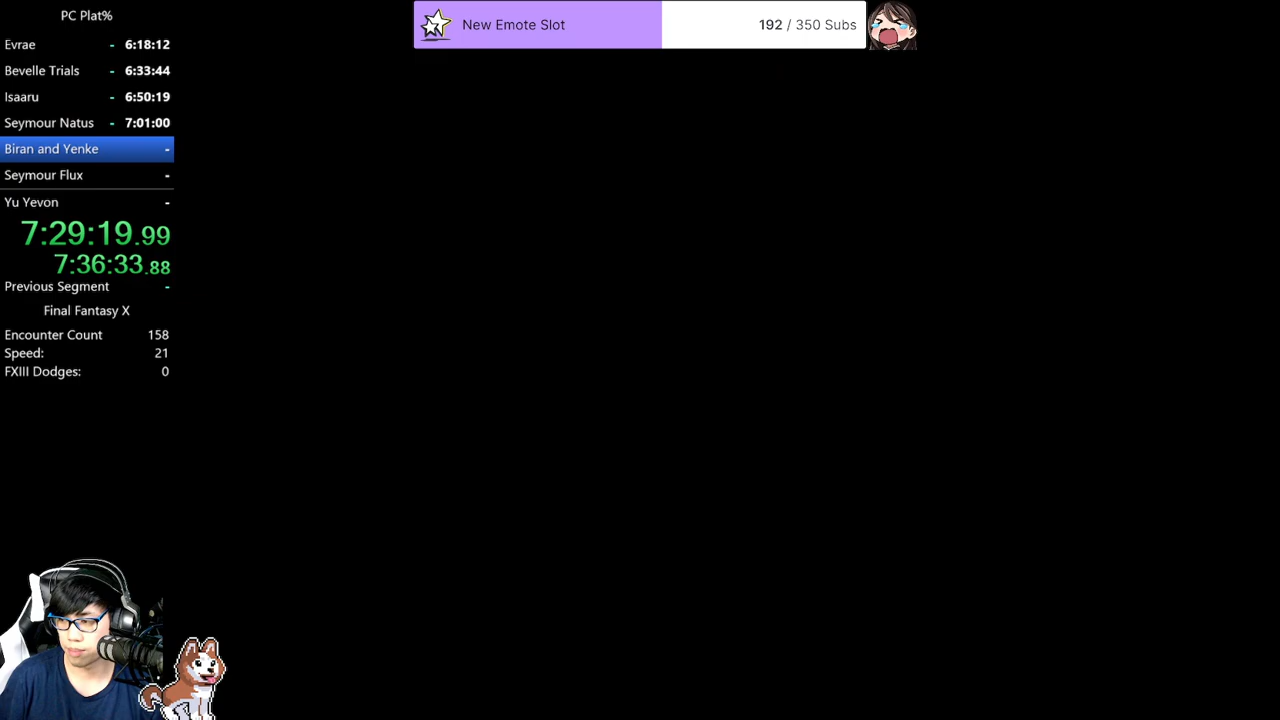 PC Plat%
Evrae - 6:18:12
Bevelle Trials - 6:33:44
Isaaru - 6:50:19
Seymour Natus - 7:01:00
Biran and Yenke -
Seymour Flux -
Yu Yevon -
7:29:19.99
7:36:33.88
Previous Segment -
Final Fantasy X
Encounter Count 158
Speed: 21
FXIII Dodges: 0
New Emote Slot 192 / 350 Subs